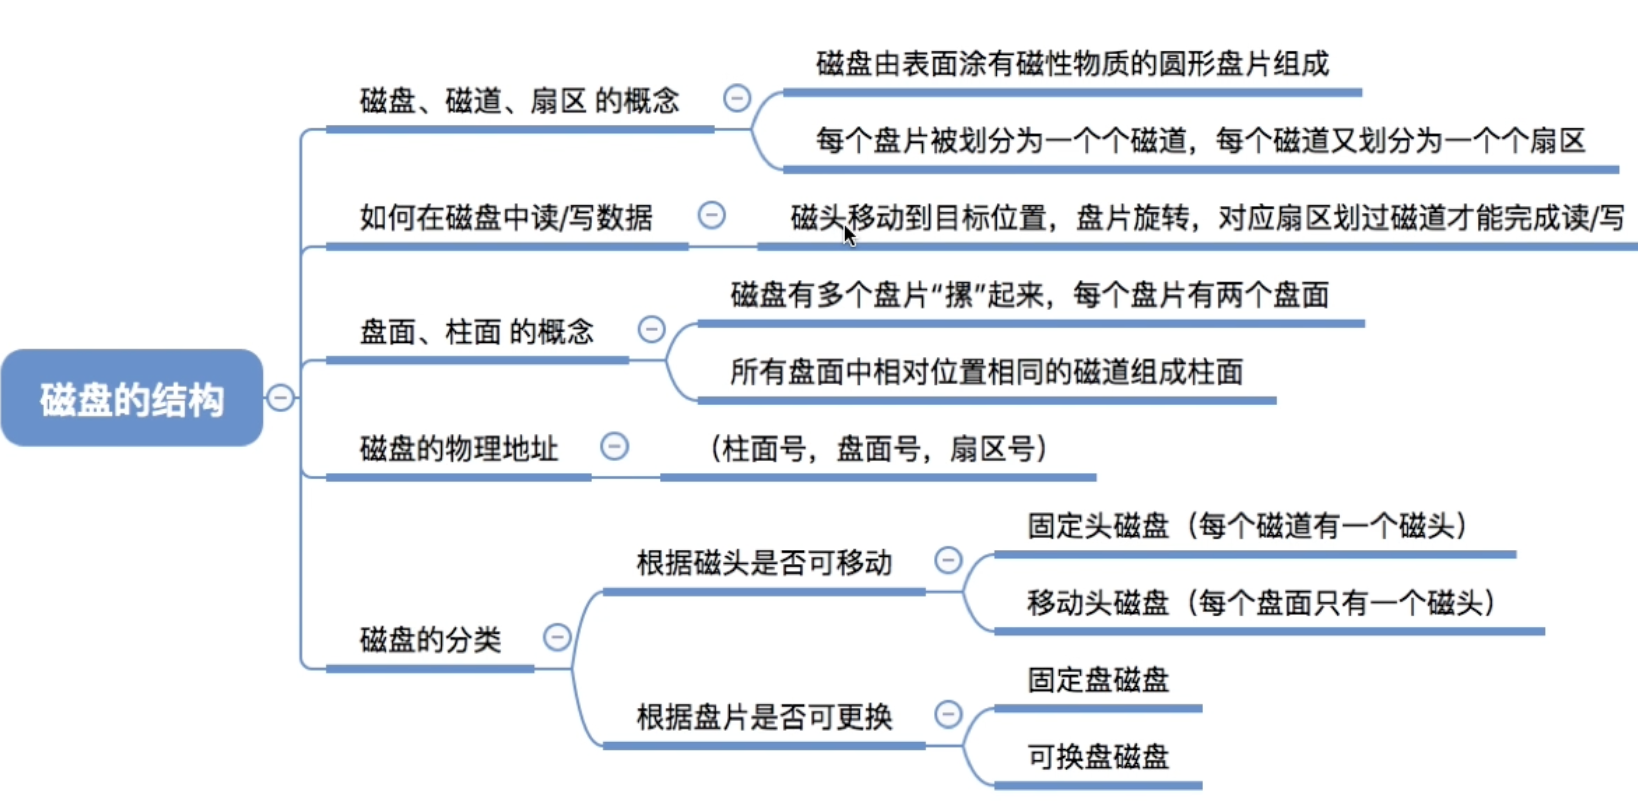 磁盘的结构
磁盘、磁道、扇区 的概念
磁盘由表面涂有磁性物质的圆形盘片组成
每个盘片被划分为一个个磁道，每个磁道又划分为一个个扇区
如何在磁盘中读/写数据
磁头移动到目标位置，盘片旋转，对应扇区划过磁道才能完成读/写
盘面、柱面 的概念
磁盘有多个盘片“摞”起来，每个盘片有两个盘面
所有盘面中相对位置相同的磁道组成柱面
磁盘的物理地址
（柱面号，盘面号，扇区号）
磁盘的分类
根据磁头是否可移动
固定头磁盘（每个磁道有一个磁头）
移动头磁盘（每个盘面只有一个磁头）
根据盘片是否可更换
固定盘磁盘
可换盘磁盘